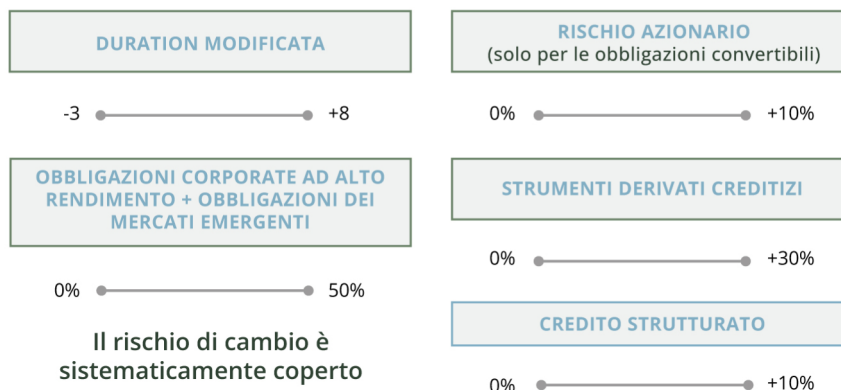 DURATION MODIFICATA
-3 +8
OBBLIGAZIONI CORPORATE AD ALTO
RENDIMENTO + OBBLIGAZIONI DEI
MERCATI EMERGENTI
0% 50%
Il rischio di cambio è
sistematicamente coperto
RISCHIO AZIONARIO
(solo per le obbligazioni convertibili)
0% +10%
STRUMENTI DERIVATI CREDITIZI
0% +30%
CREDITO STRUTTURATO
0% +10%